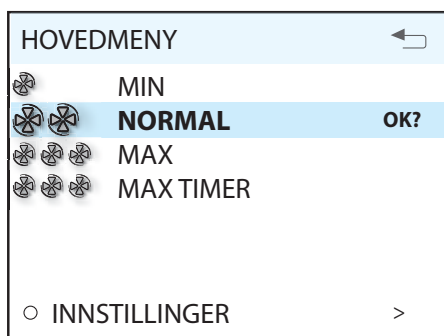 HOVEDMENY
MIN
NORMAL OK?
MAX
MAX TIMER
INNSTILLINGER >